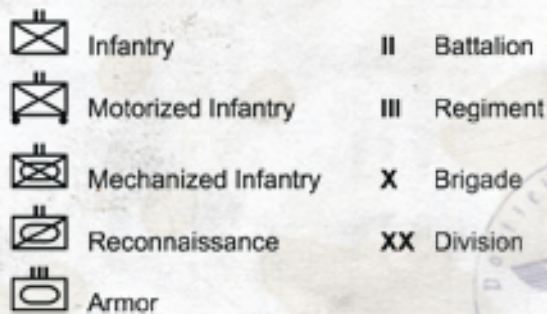 Infantry II Battalion
Motorized Infantry III Regiment
Mechanized Infantry X Brigade
Reconnaissance XX Division
Armor